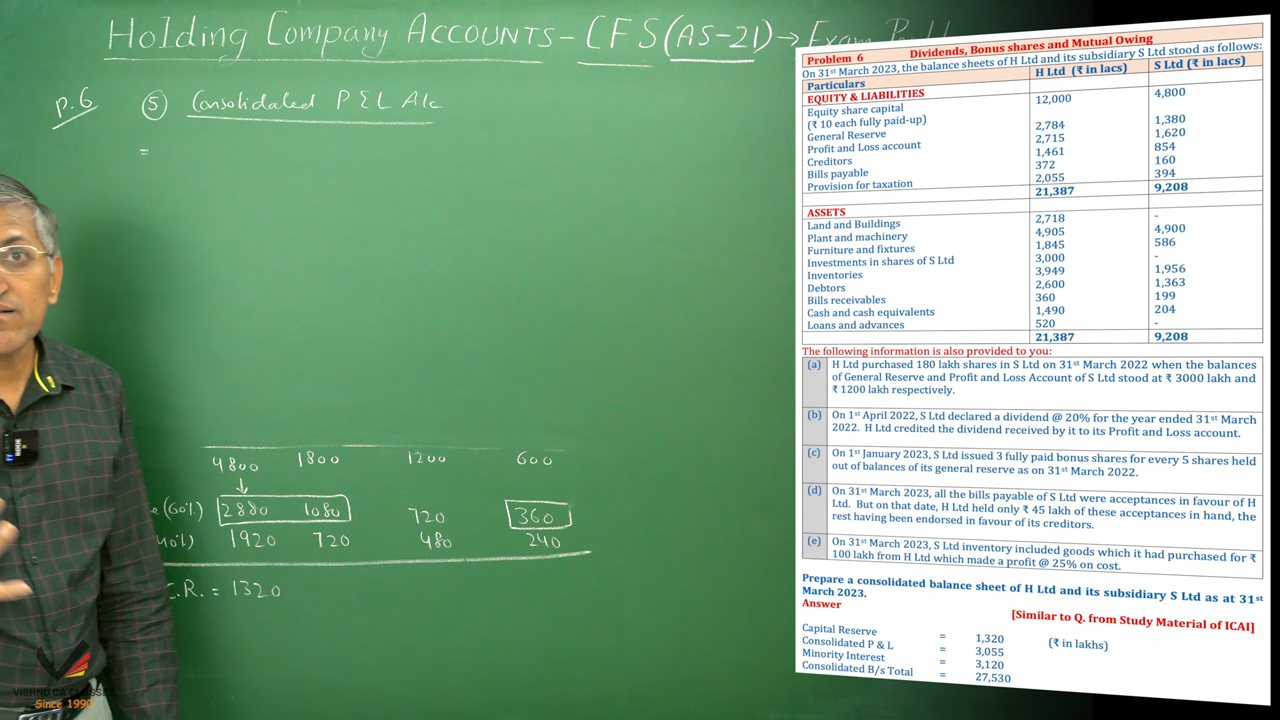 Holding Company Accounts - CFS (AS-21) → Exam
P.6 (5) Consolidated P & L A/c
=
4800 1800 1200 600
(60%) 2880 1080 720 360
40%) 1920 720 480 240
C.R. = 1320
VISHNU CA CLASSES
Since 1990
Problem 6 Dividends, Bonus shares and Mutual Owing
On 31st March 2023, the balance sheets of H Ltd and its subsidiary S Ltd stood as follows:
Particulars H Ltd (₹ in lacs) S Ltd (₹ in lacs)
EQUITY & LIABILITIES
Equity share capital 12,000 4,800
(₹ 10 each fully paid-up)
General Reserve 2,784 1,380
Profit and Loss account 2,715 1,620
Creditors 1,461 854
Bills payable 372 160
Provision for taxation 2,055 394
21,387 9,208
ASSETS
Land and Buildings 2,718 -
Plant and machinery 4,905 4,900
Furniture and fixtures 1,845 586
Investments in shares of S Ltd 3,000 -
Inventories 3,949 1,956
Debtors 2,600 1,363
Bills receivables 360 199
Cash and cash equivalents 1,490 204
Loans and advances 520 -
21,387 9,208
The following information is also provided to you:
(a) H Ltd purchased 180 lakh shares in S Ltd on 31st March 2022 when the balances
of General Reserve and Profit and Loss Account of S Ltd stood at ₹ 3000 lakh and
₹ 1200 lakh respectively.
(b) On 1st April 2022, S Ltd declared a dividend @ 20% for the year ended 31st March
2022. H Ltd credited the dividend received by it to its Profit and Loss account.
(c) On 1st January 2023, S Ltd issued 3 fully paid bonus shares for every 5 shares held
out of balances of its general reserve as on 31st March 2022.
(d) On 31st March 2023, all the bills payable of S Ltd were acceptances in favour of H
Ltd. But on that date, H Ltd held only ₹ 45 lakh of these acceptances in hand, the
rest having been endorsed in favour of its creditors.
(e) On 31st March 2023, S Ltd inventory included goods which it had purchased for ₹
100 lakh from H Ltd which made a profit @ 25% on cost.
Prepare a consolidated balance sheet of H Ltd and its subsidiary S Ltd as at 31st
March 2023.
Answer [Similar to Q. from Study Material of ICAI]
Capital Reserve = 1,320 (₹ in lakhs)
Consolidated P & L = 3,055
Minority Interest = 3,120
Consolidated B/s Total = 27,530